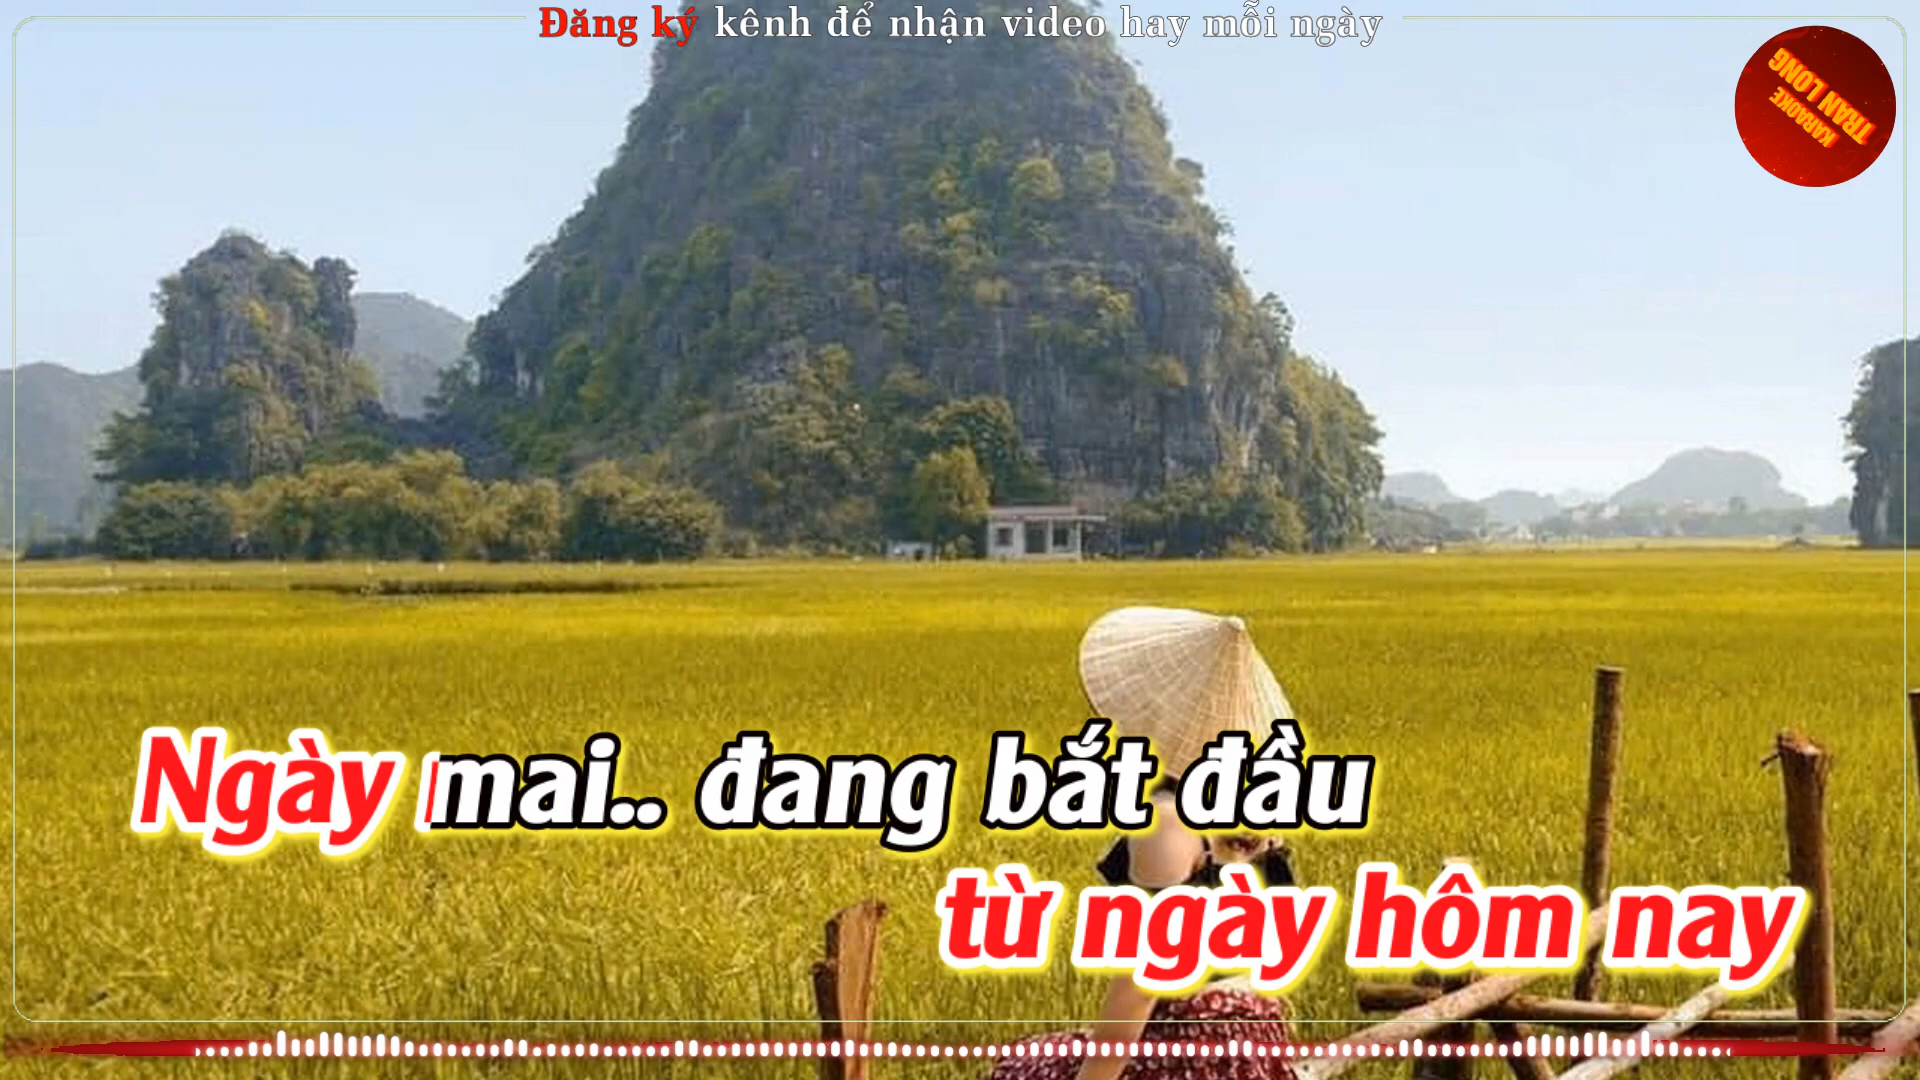 Đăng ký kênh để nhận video hay mỗi ngày
TRAN LONG
KARAOKE
Ngày mai.. đang bắt đầu
từ ngày hôm nay